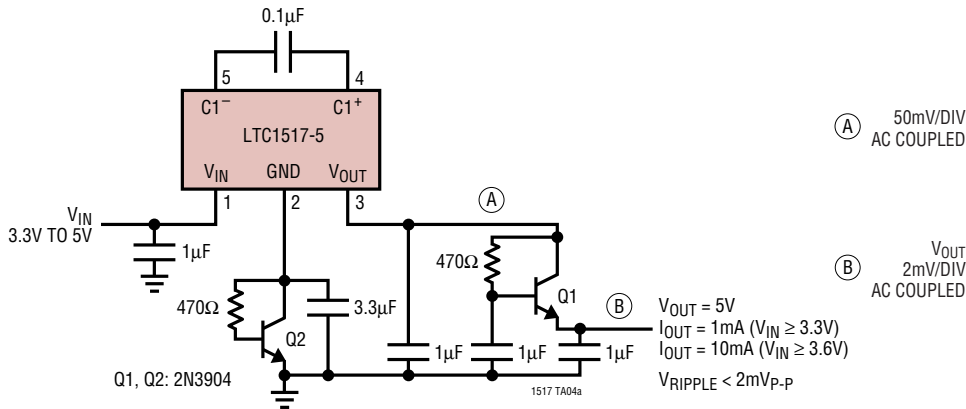 0.1µF
5
4
C1⁻
C1⁺
LTC1517-5
V_IN
GND
V_OUT
1
2
3
V_IN
3.3V TO 5V
1µF
A
470Ω
Q1
B
470Ω
Q2
3.3µF
1µF
1µF
1µF
V_OUT = 5V
I_OUT = 1mA (V_IN ≥ 3.3V)
I_OUT = 10mA (V_IN ≥ 3.6V)
V_RIPPLE < 2mV_P-P
Q1, Q2: 2N3904
1517 TA04a
A
50mV/DIV
AC COUPLED
B
V_OUT
2mV/DIV
AC COUPLED